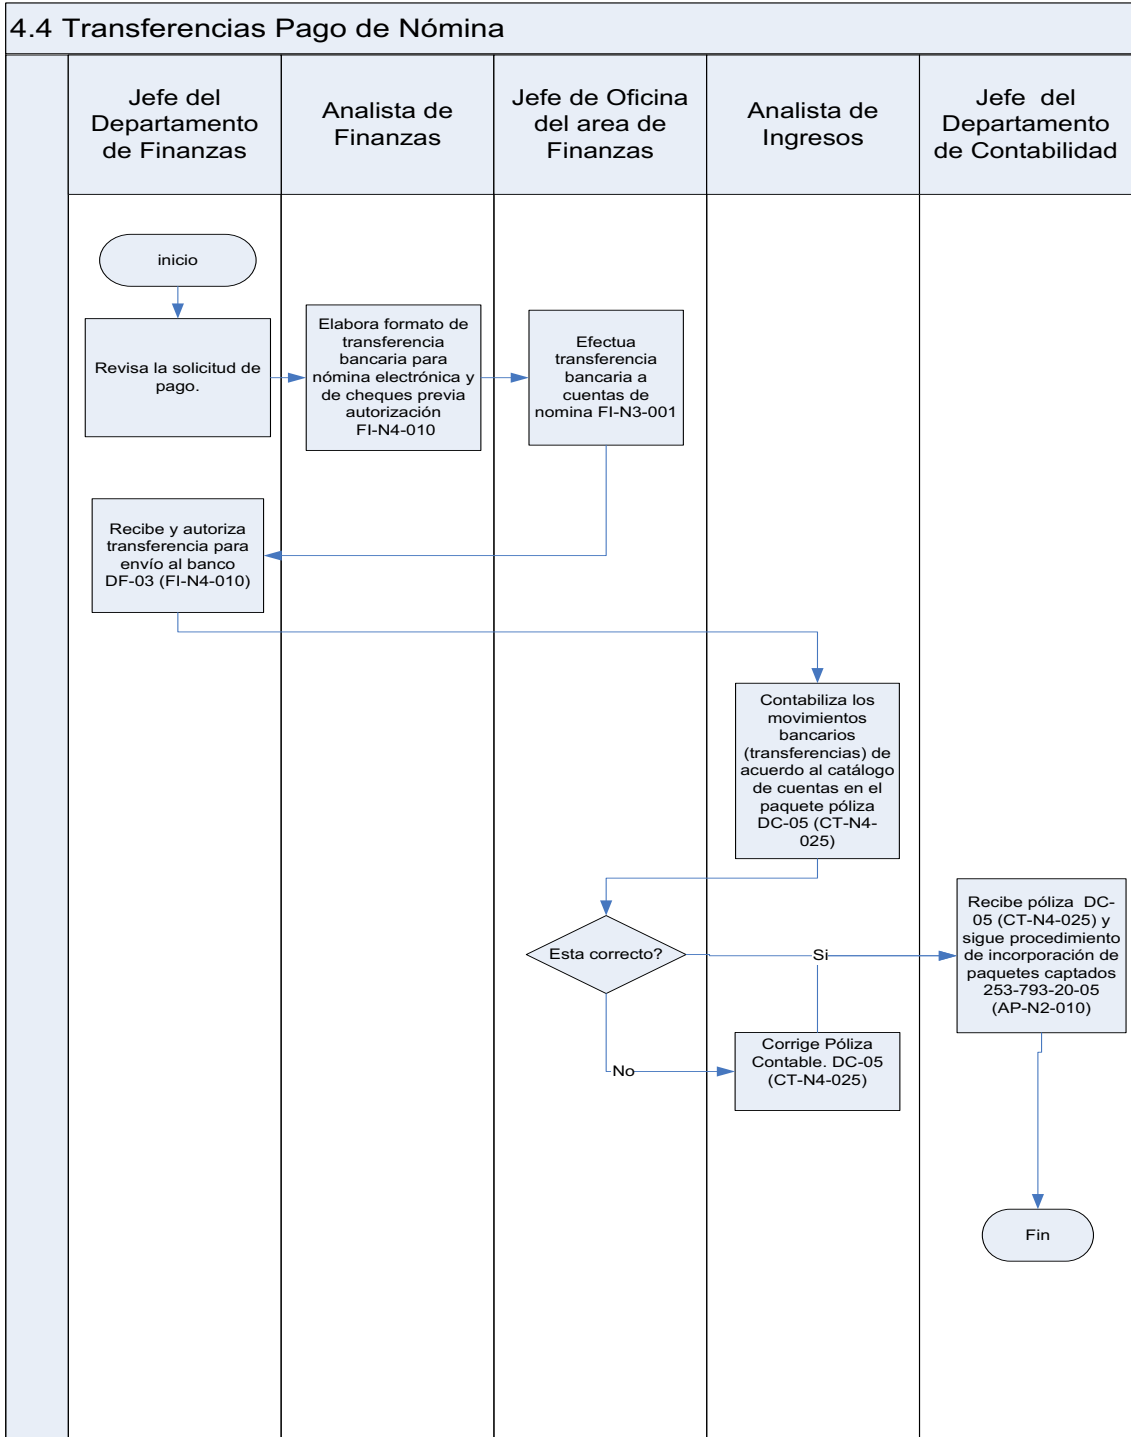 4.4 Transferencias Pago de Nómina
Jefe del
Departamento
de Finanzas
Analista de
Finanzas
Jefe de Oficina
del area de
Finanzas
Analista de
Ingresos
Jefe del
Departamento
de Contabilidad
inicio
Revisa la solicitud de
pago.
Elabora formato de
transferencia
bancaria para
nómina electrónica y
de cheques previa
autorización
FI-N4-010
Efectua
transferencia
bancaria a
cuentas de
nomina FI-N3-001
Recibe y autoriza
transferencia para
envío al banco
DF-03 (FI-N4-010)
Contabiliza los
movimientos
bancarios
(transferencias) de
acuerdo al catálogo
de cuentas en el
paquete póliza
DC-05 (CT-N4-
025)
Esta correcto?
Si
No
Corrige Póliza
Contable. DC-05
(CT-N4-025)
Recibe póliza DC-
05 (CT-N4-025) y
sigue procedimiento
de incorporación de
paquetes captados
253-793-20-05
(AP-N2-010)
Fin